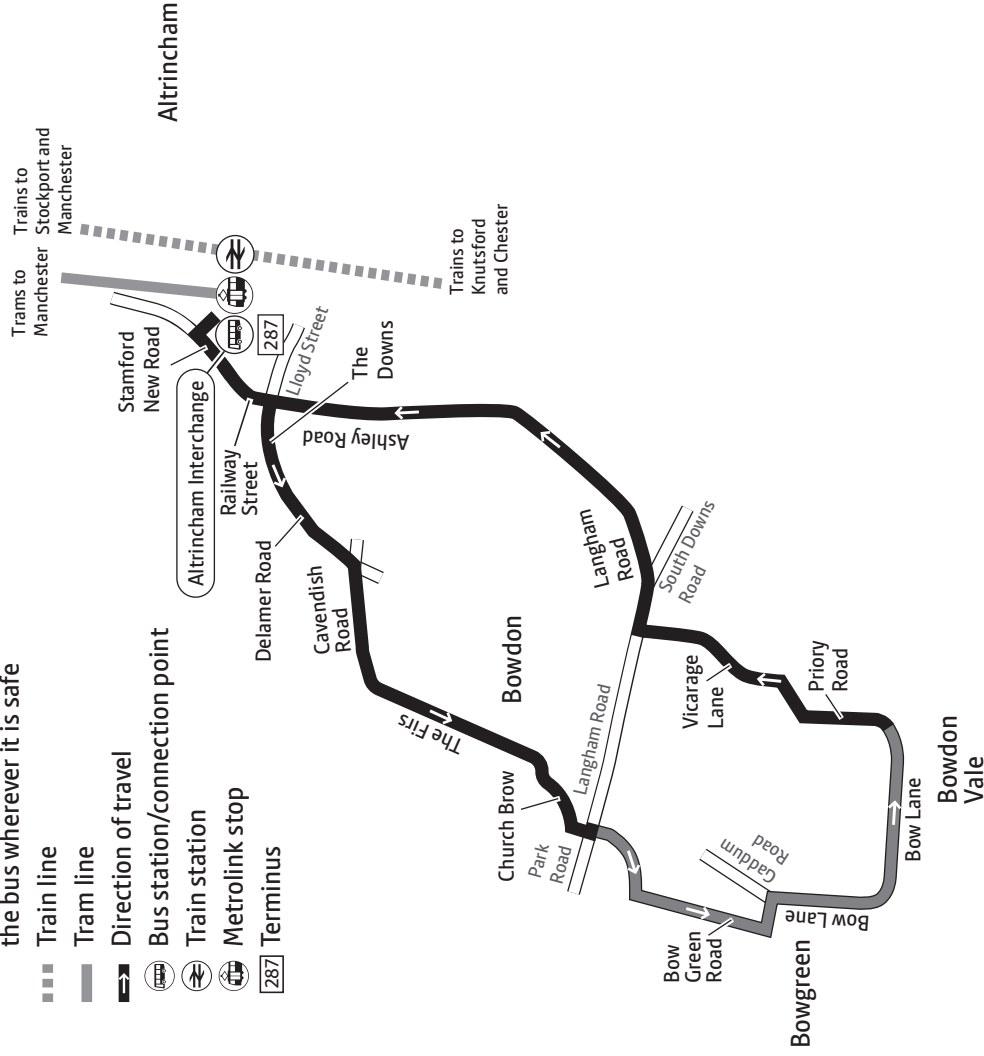 the bus wherever it is safe
Train line
Tram line
Direction of travel
Bus station/connection point
Train station
Metrolink stop
287
Terminus
Trams to
Manchester
Trains to
Stockport and
Manchester
Altrincham
Stamford
New Road
Altrincham Interchange
287
Railway
Street
Lloyd Street
The
Downs
Trains to
Knutsford
and Chester
Delamer Road
Ashley Road
Cavendish
Road
The Firs
Bowdon
Langham
Road
South Downs
Road
Church Brow
Park
Road
Langham Road
Vicarage
Lane
Priory
Road
Bow
Green
Road
Gaddum
Road
Bow Lane
Bow Lane
Bowgreen
Bowdon
Vale